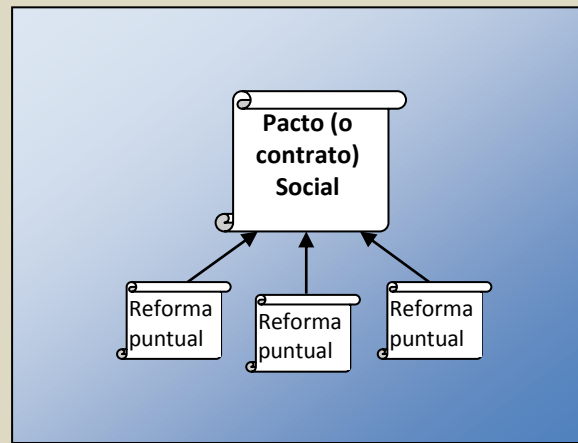 Pacto (o
contrato)
Social
Reforma
puntual
Reforma
puntual
Reforma
puntual